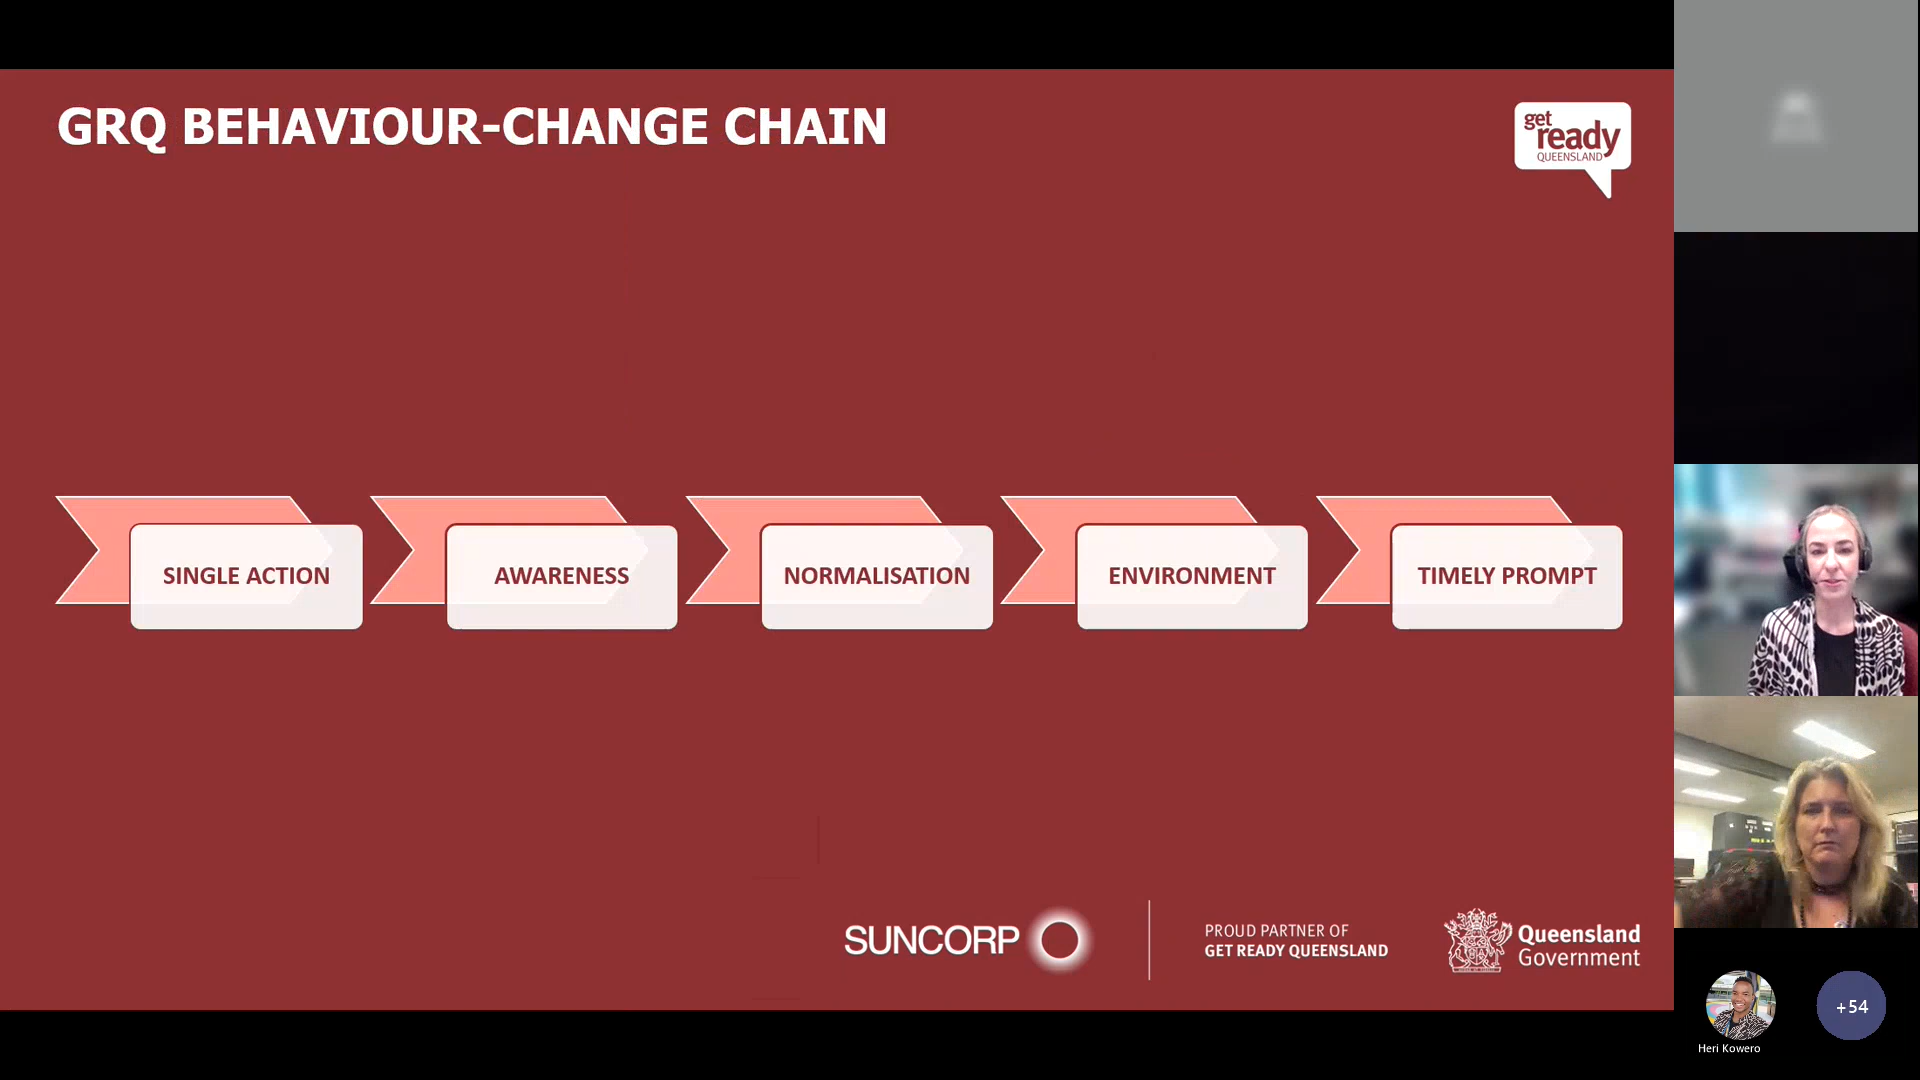 GRQ BEHAVIOUR-CHANGE CHAIN
get
ready
QUEENSLAND
SINGLE ACTION
AWARENESS
NORMALISATION
ENVIRONMENT
TIMELY PROMPT
SUNCORP
PROUD PARTNER OF
GET READY QUEENSLAND
Queensland
Government
Heri Kowero
+54